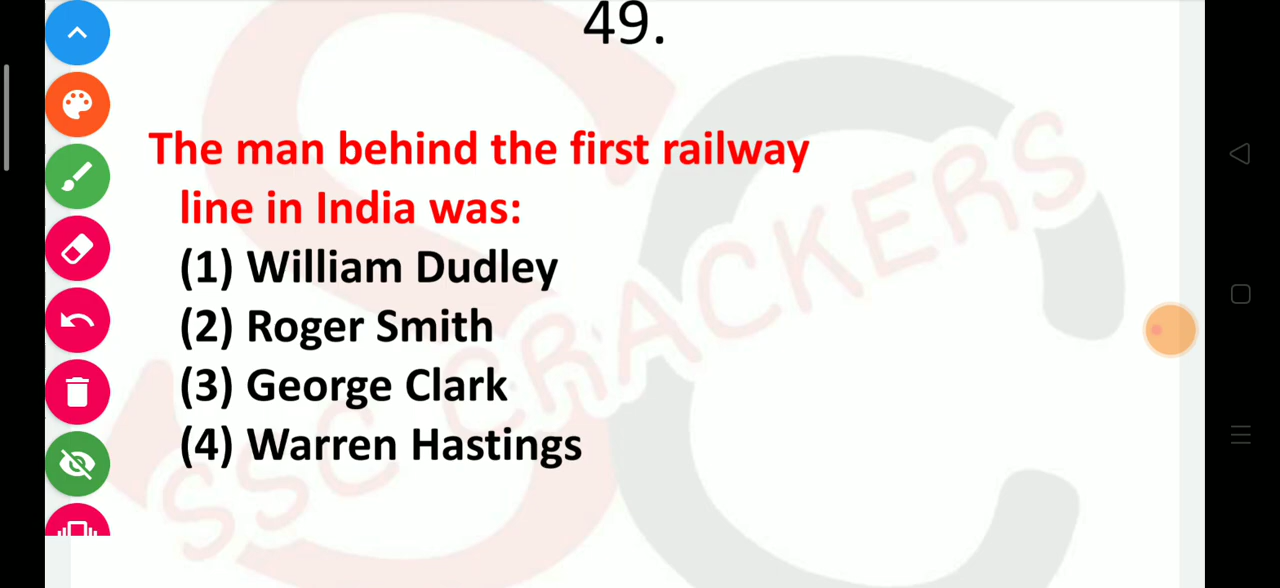 49.
The man behind the first railway
line in India was:
(1) William Dudley
(2) Roger Smith
(3) George Clark
(4) Warren Hastings
SSC CRACKERS